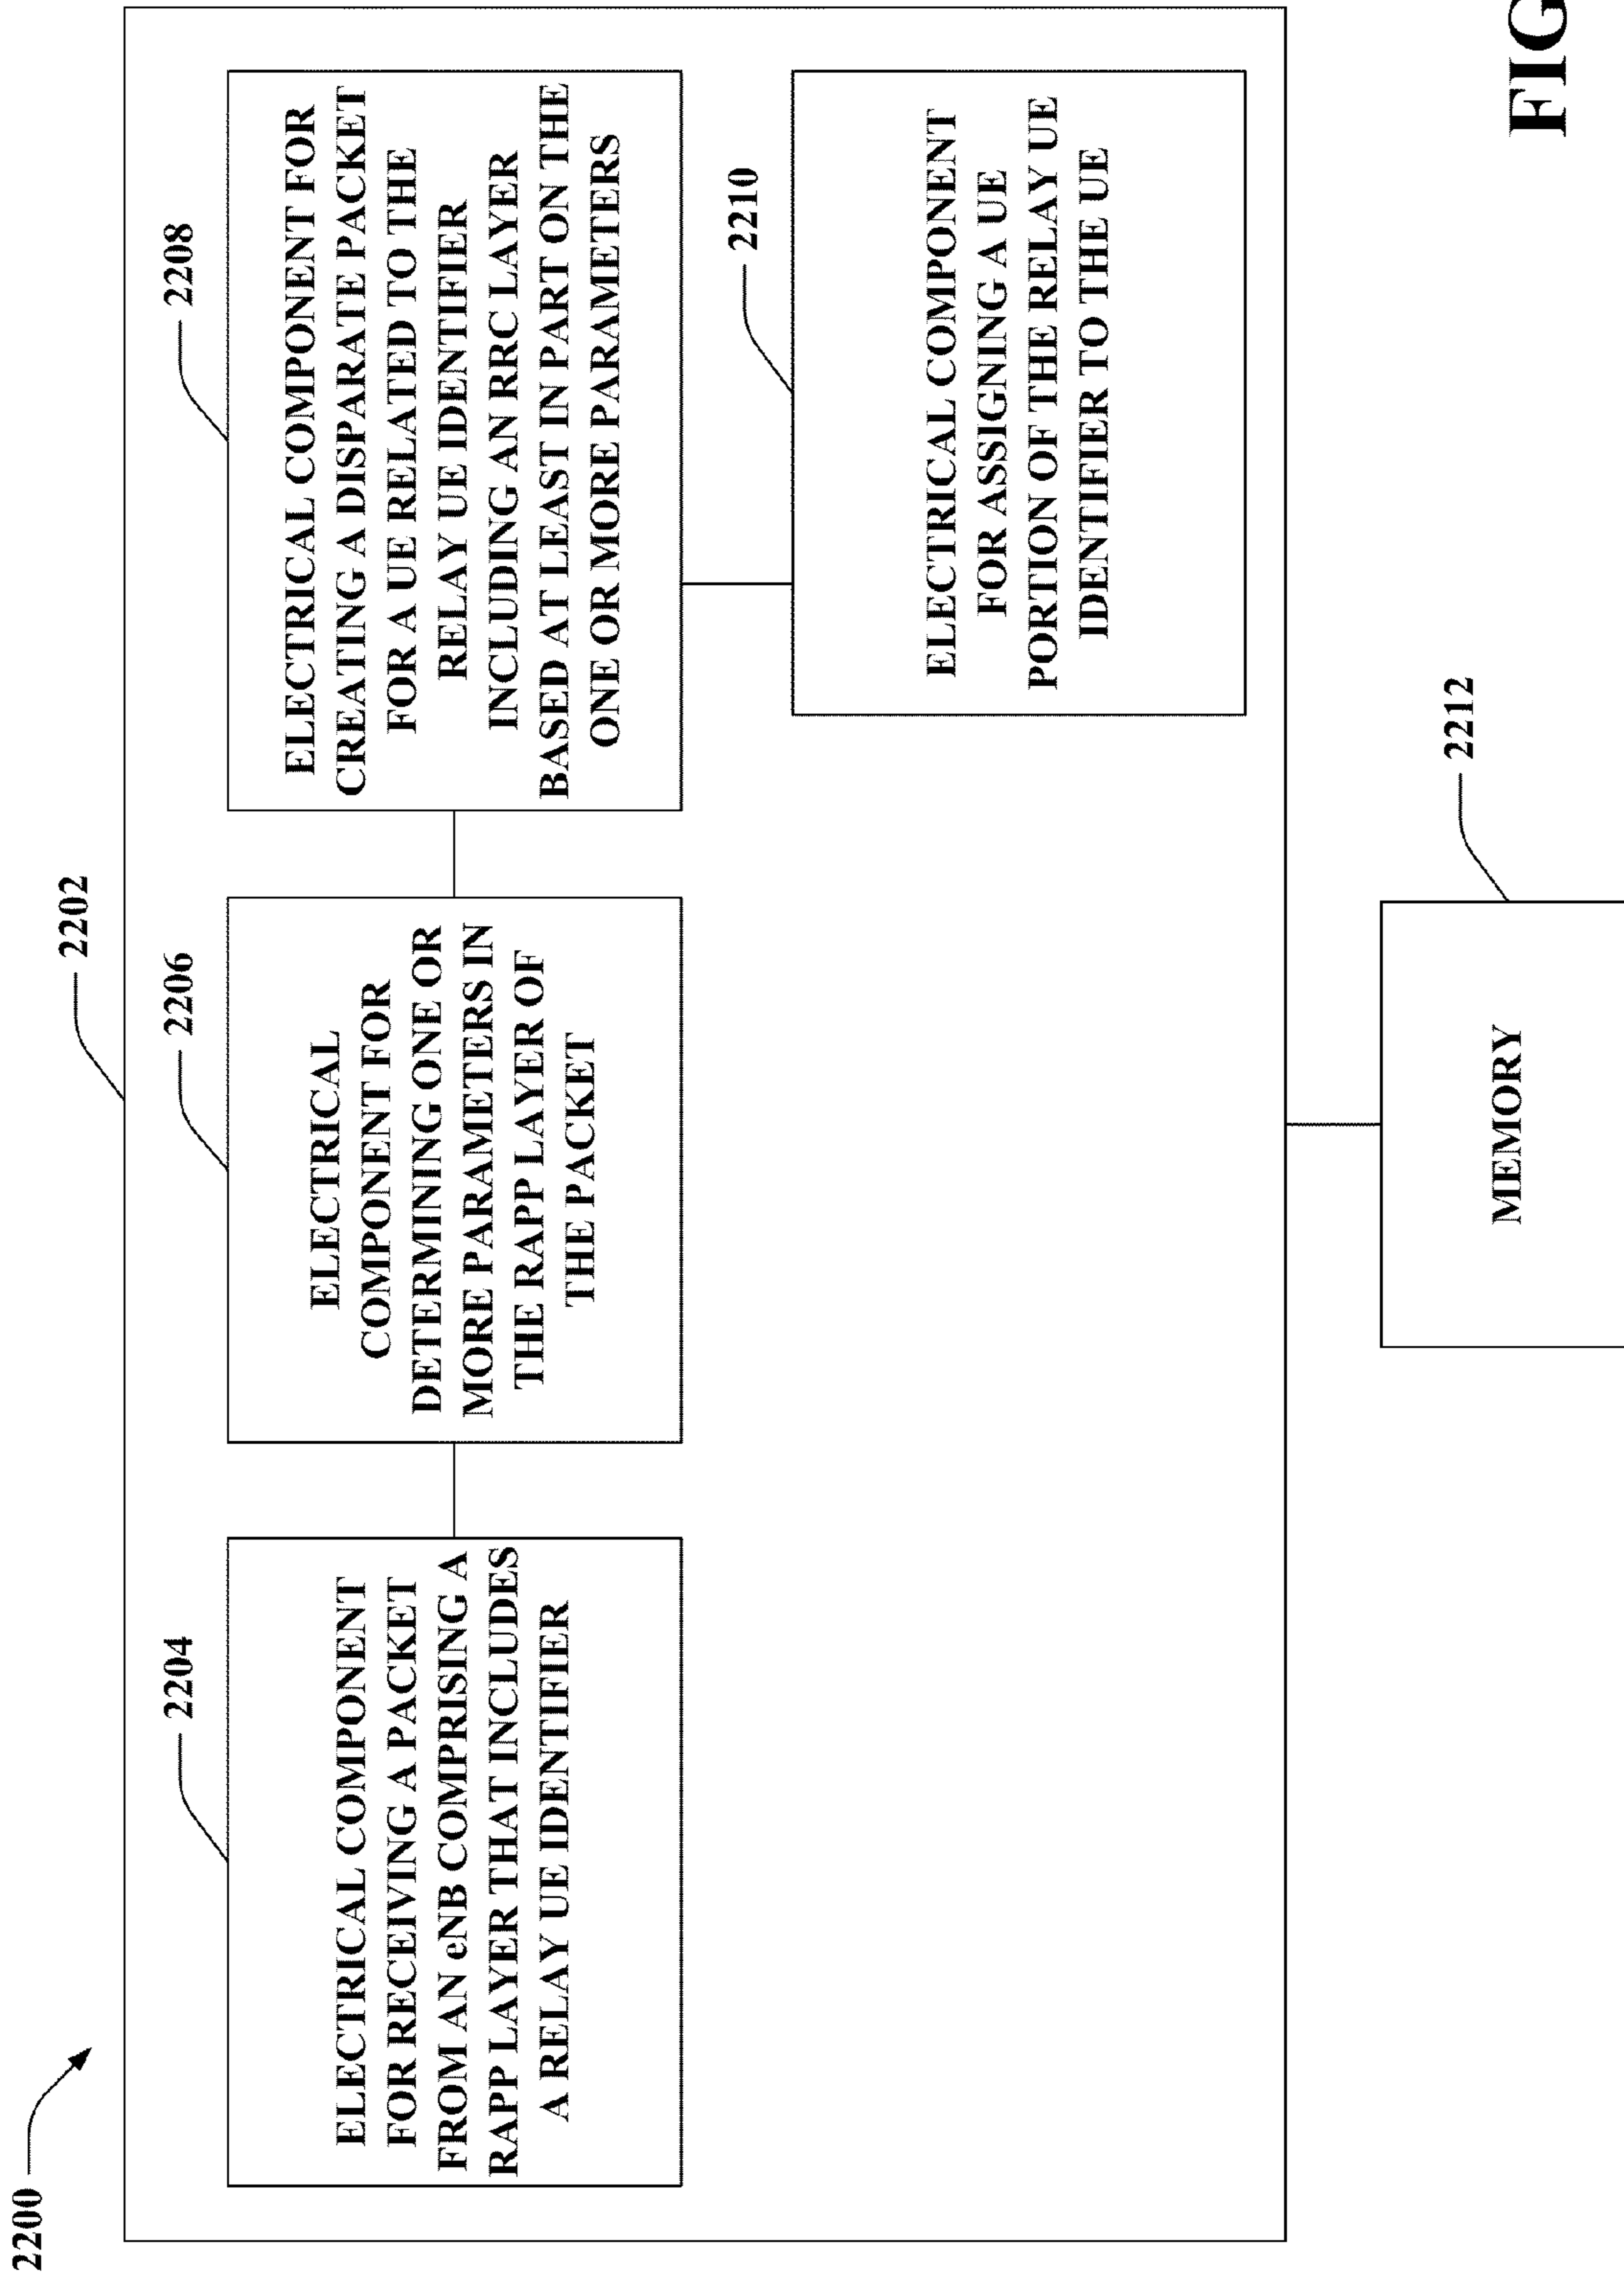 2200
2202
2204
ELECTRICAL COMPONENT
FOR RECEIVING A PACKET
FROM AN eNB COMPRISING A
RAPP LAYER THAT INCLUDES
A RELAY UE IDENTIFIER
2206
ELECTRICAL
COMPONENT FOR
DETERMINING ONE OR
MORE PARAMETERS IN
THE RAPP LAYER OF
THE PACKET
2208
ELECTRICAL COMPONENT FOR
CREATING A DISPARATE PACKET
FOR A UE RELATED TO THE
RELAY UE IDENTIFIER
INCLUDING AN RRC LAYER
BASED AT LEAST IN PART ON THE
ONE OR MORE PARAMETERS
2210
ELECTRICAL COMPONENT
FOR ASSIGNING A UE
PORTION OF THE RELAY UE
IDENTIFIER TO THE UE
2212
MEMORY
FIG